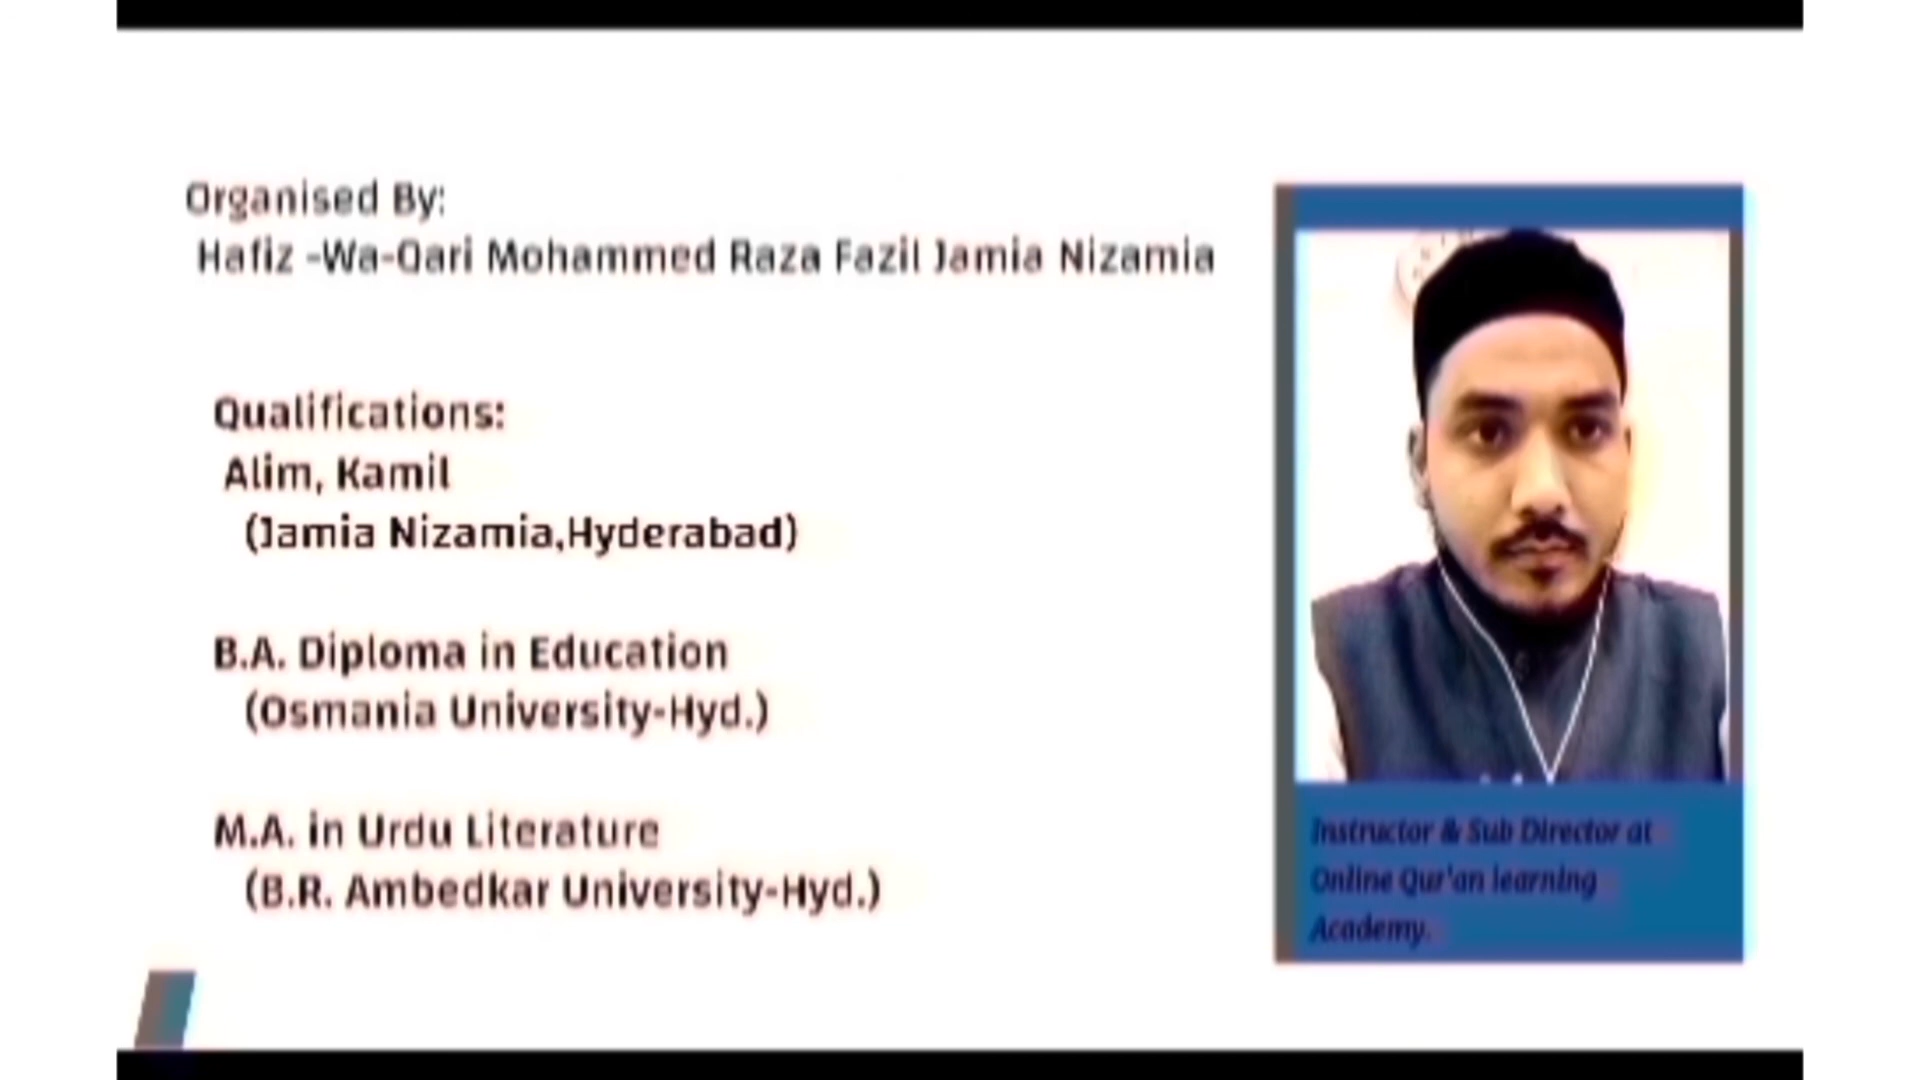 Organised By:
Hafiz -Wa-Qari Mohammed Raza Fazil Jamia Nizamia
Qualifications:
Alim, Kamil
(Jamia Nizamia,Hyderabad)
B.A. Diploma in Education
(Osmania University-Hyd.)
M.A. in Urdu Literature
(B.R. Ambedkar University-Hyd.)
Instructor & Sub Director at
Online Qur'an learning
Academy.